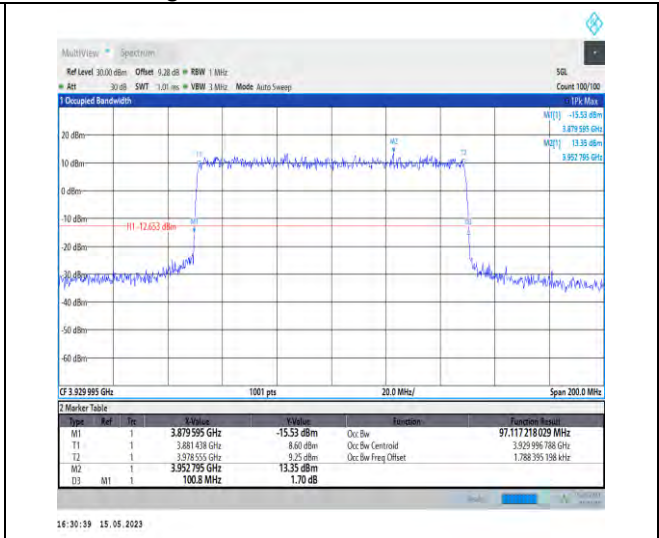 MultiView Spectrum
Ref Level 30.00 dBm Offset 9.28 dB RBW 1 MHz SGL
Att 30 dB SWT 1.01 ms VBW 3 MHz Mode Auto Sweep Count 100/100
1 Occupied Bandwidth 1Pk Max
M1[1] -15.53 dBm
3.879 595 GHz
M2[1] 13.35 dBm
3.952 795 GHz
20 dBm
M2
T1 T2
10 dBm
0 dBm
-10 dBm
H1 -12.653 dBm M1 D3
-20 dBm
-30 dBm
-40 dBm
-50 dBm
-60 dBm
CF 3.929 995 GHz 1001 pts 20.0 MHz/ Span 200.0 MHz
2 Marker Table
Type Ref Trc X-Value Y-Value Function Function Result
M1 1 3.879 595 GHz -15.53 dBm Occ Bw 97.117 218 029 MHz
T1 1 3.881 438 GHz 8.60 dBm Occ Bw Centroid 3.929 996 788 GHz
T2 1 3.978 555 GHz 9.25 dBm Occ Bw Freq Offset 1.788 395 198 kHz
M2 1 3.952 795 GHz 13.35 dBm
D3 M1 1 100.8 MHz 1.70 dB
16:30:39 15.05.2023